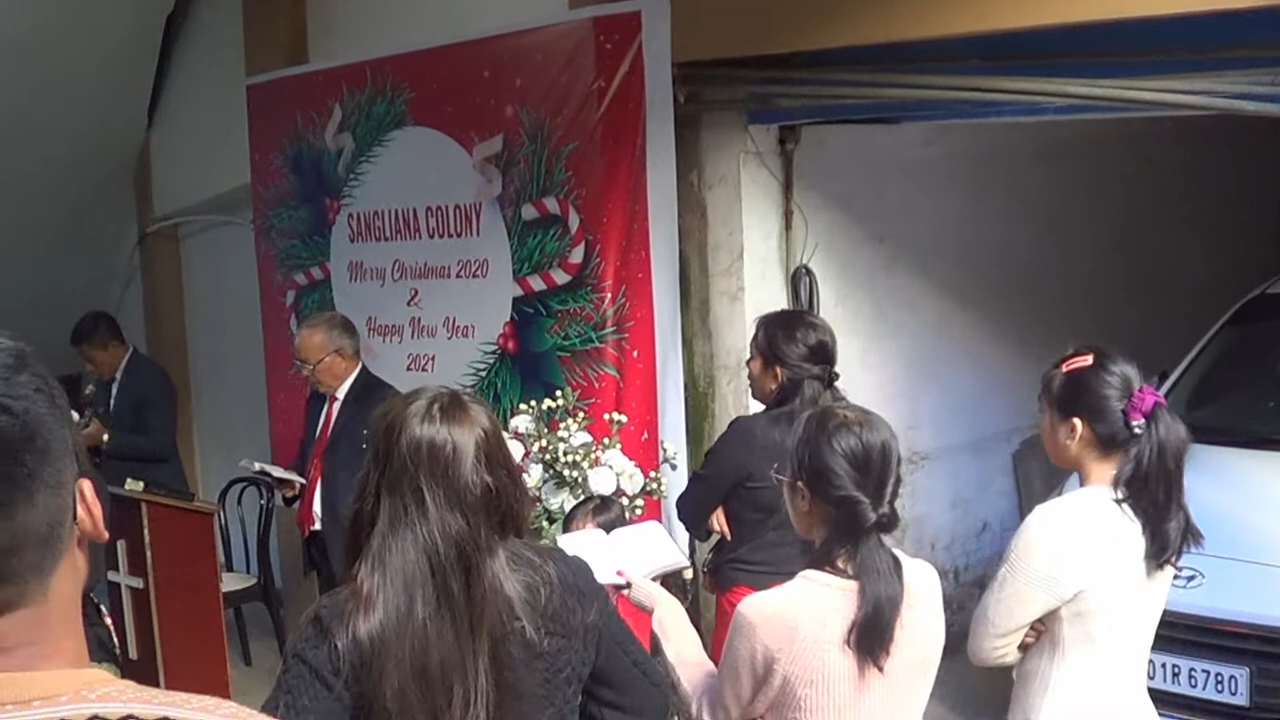 SANGLIANA COLONY
Merry Christmas 2020
&
Happy New Year
2021
01R 6780